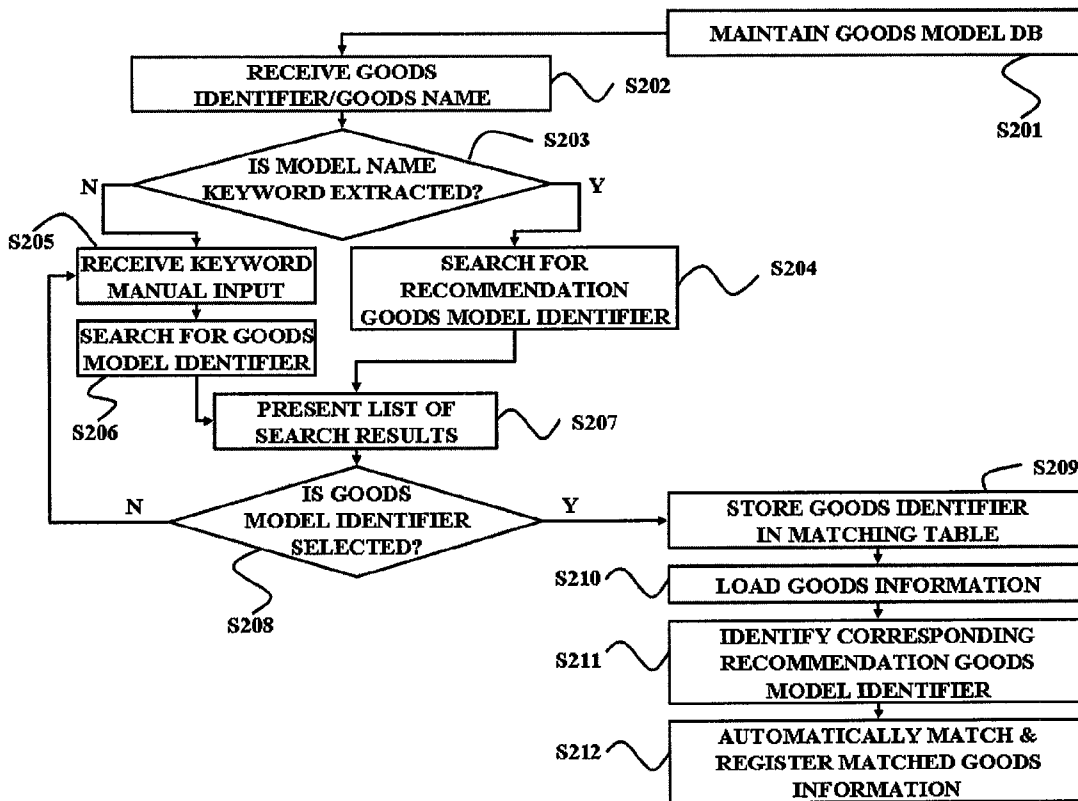 MAINTAIN GOODS MODEL DB
S201
RECEIVE GOODS
IDENTIFIER/GOODS NAME
S202
IS MODEL NAME
KEYWORD EXTRACTED?
S203
N
Y
S205
RECEIVE KEYWORD
MANUAL INPUT
SEARCH FOR
RECOMMENDATION
GOODS MODEL IDENTIFIER
S204
SEARCH FOR GOODS
MODEL IDENTIFIER
S206
PRESENT LIST OF
SEARCH RESULTS
S207
IS GOODS
MODEL IDENTIFIER
SELECTED?
N
Y
S208
S209
STORE GOODS IDENTIFIER
IN MATCHING TABLE
S210
LOAD GOODS INFORMATION
S211
IDENTIFY CORRESPONDING
RECOMMENDATION GOODS
MODEL IDENTIFIER
S212
AUTOMATICALLY MATCH &
REGISTER MATCHED GOODS
INFORMATION